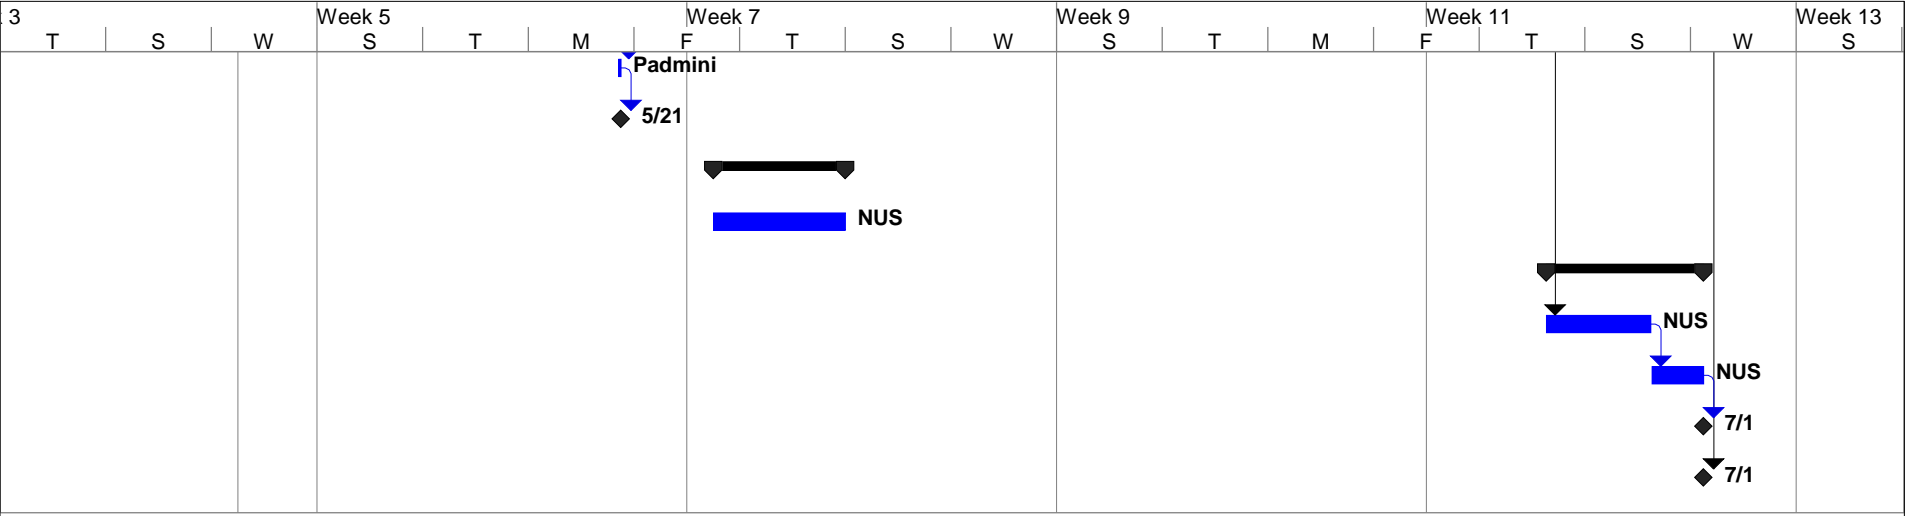 3 Week 5 Week 7 Week 9 Week 11 Week 13
T S W S T M F T S W S T M F T S W S
Padmini
5/21
NUS
NUS
NUS
7/1
7/1